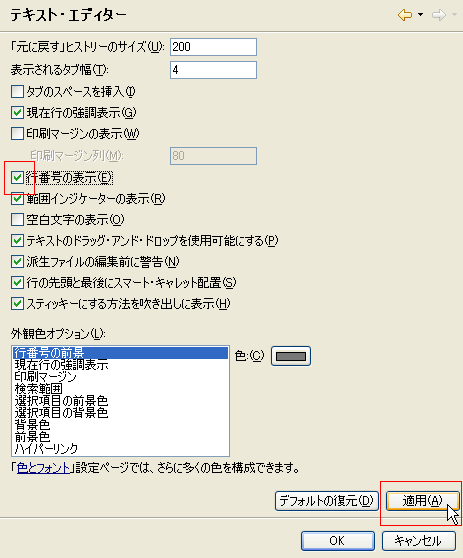 テキスト・エディター
「元に戻す」ヒストリーのサイズ(U): 200
表示されるタブ幅(T): 4
タブのスペースを挿入(I)
現在行の強調表示(G)
印刷マージンの表示(W)
印刷マージン列(M): 80
行番号の表示(E)
範囲インジケーターの表示(R)
空白文字の表示(O)
テキストのドラッグ・アンド・ドロップを使用可能にする(P)
派生ファイルの編集前に警告(N)
行の先頭と最後にスマート・キャレット配置(S)
スティッキーにする方法を吹き出しに表示(H)
外観色オプション(L):
行番号の前景 色:(C)
現在行の強調表示
印刷マージン
検索範囲
選択項目の前景色
選択項目の背景色
背景色
前景色
ハイパーリンク
「色とフォント」設定ページでは、さらに多くの色を構成できます。
デフォルトの復元(D) 適用(A)
OK キャンセル